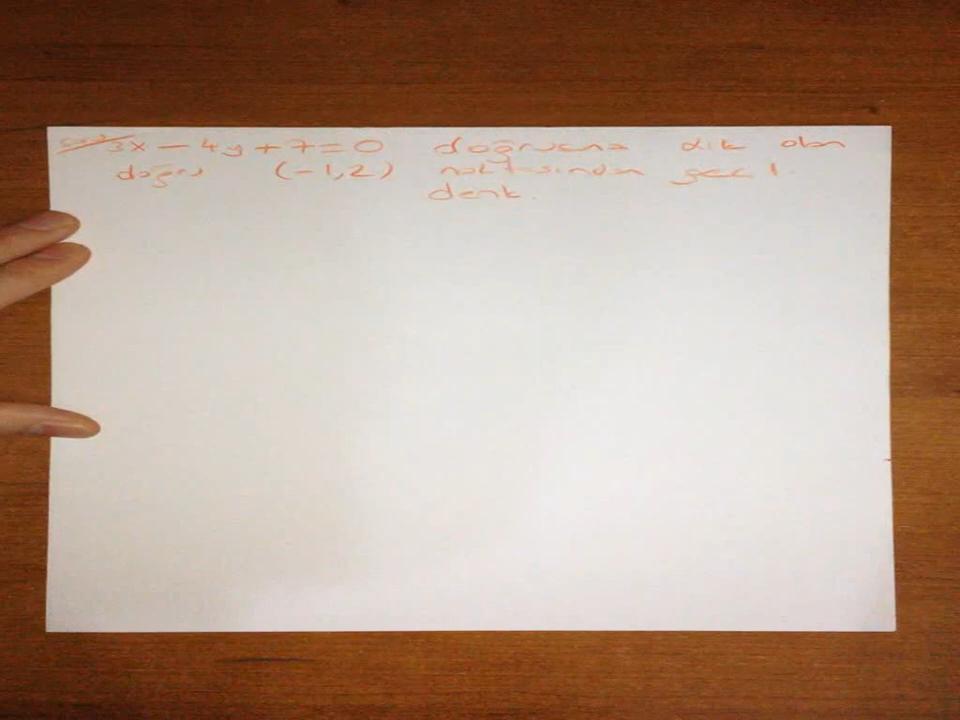 3x - 4y + 7 = 0 doğrusuna dik olan
doğru (-1,2) noktasından
denk.